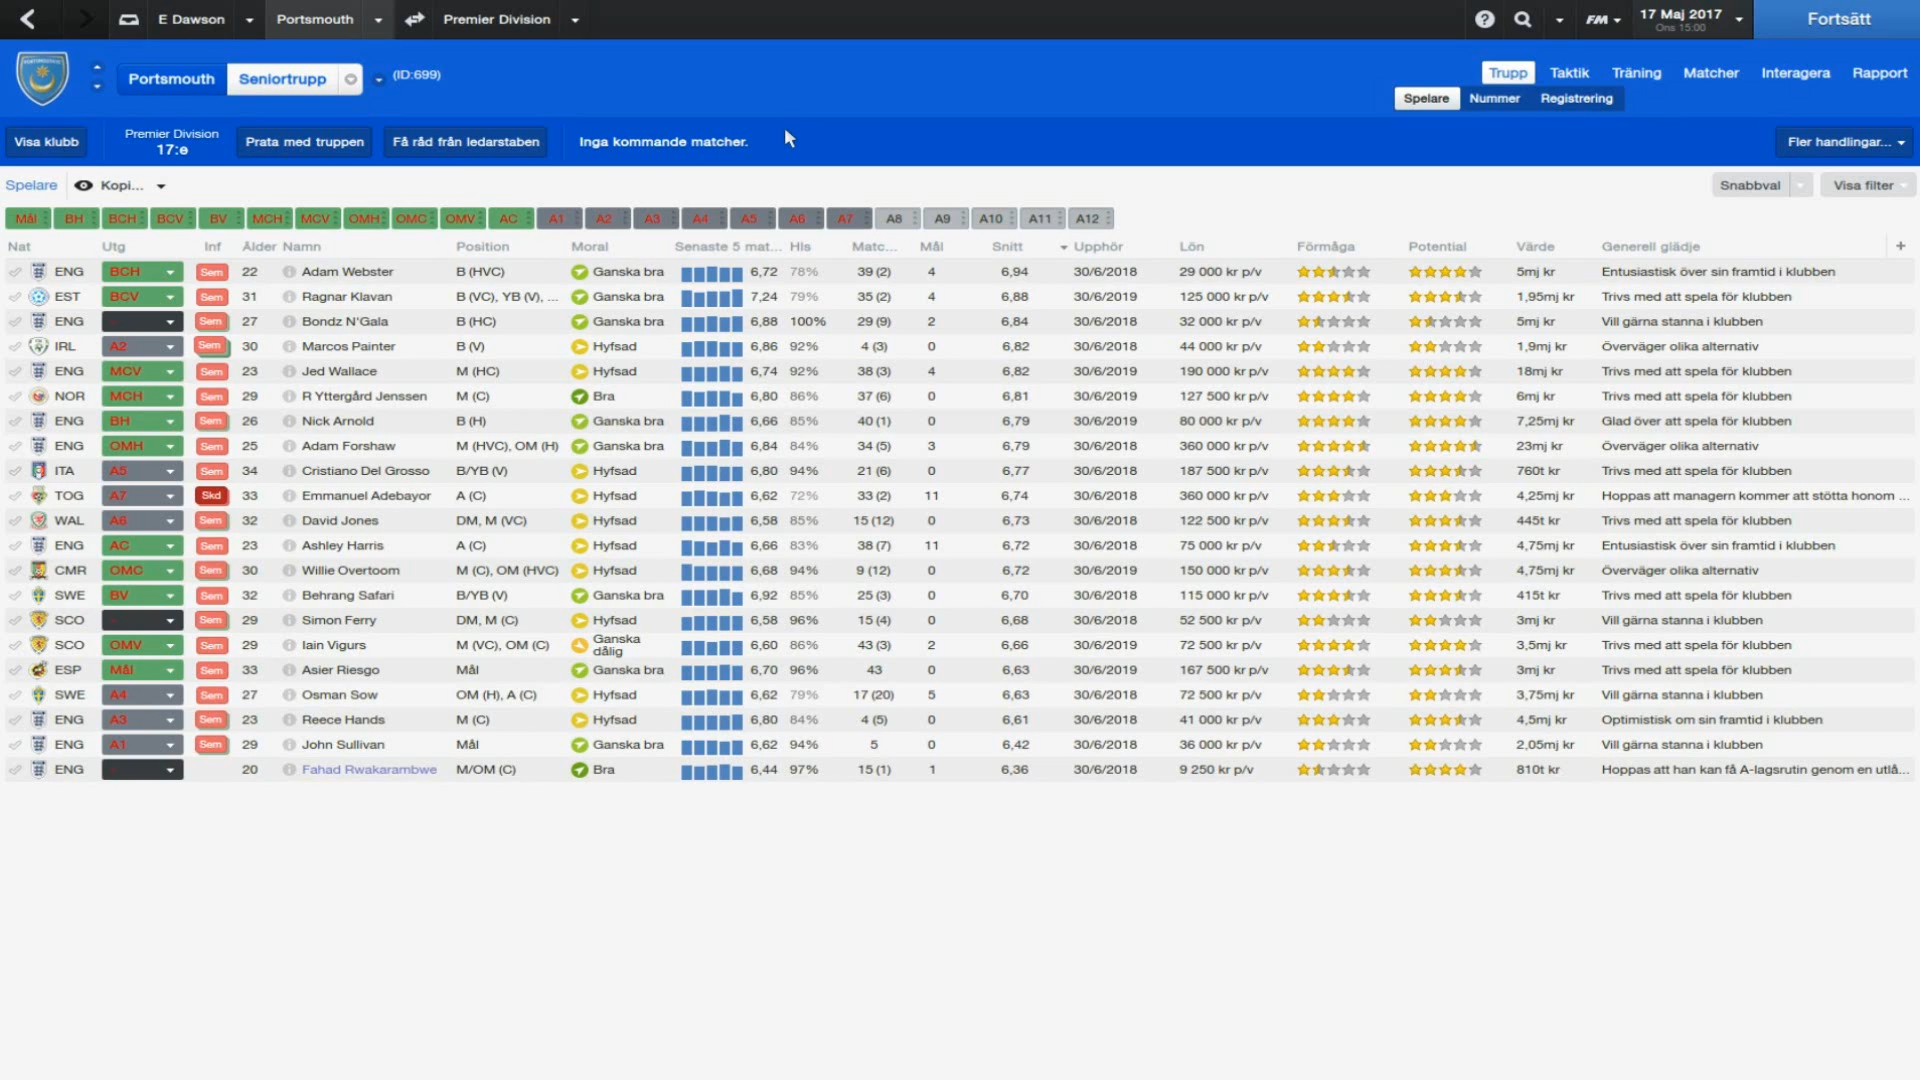 E Dawson Portsmouth Premier Division FM 17 Maj 2017 Ons 15:00 Fortsätt
Portsmouth Seniortrupp (ID:699) Trupp Taktik Träning Matcher Interagera Rapport
Spelare Nummer Registrering
Visa klubb Premier Division 17:e Prata med truppen Få råd från ledarstaben Inga kommande matcher. Fler handlingar...
Spelare Kopi... Snabbval Visa filter
Mål BH BCH BCV BV MCH MCV OMH OMC OMV AC A1 A2 A3 A4 A5 A6 A7 A8 A9 A10 A11 A12
Nat Utg Inf Ålder Namn Position Moral Senaste 5 mat... His Matc... Mål Snitt Upphör Lön Förmåga Potential Värde Generell glädje +
ENG BCH Sem 22 Adam Webster B (HVC) Ganska bra 6,72 78% 39 (2) 4 6,94 30/6/2018 29 000 kr p/v 5mj kr Entusiastisk över sin framtid i klubben
EST BCV Sem 31 Ragnar Klavan B (VC), YB (V), ... Ganska bra 7,24 79% 35 (2) 4 6,88 30/6/2019 125 000 kr p/v 1,95mj kr Trivs med att spela för klubben
ENG - Sem 27 Bondz N'Gala B (HC) Ganska bra 6,88 100% 29 (9) 2 6,84 30/6/2018 32 000 kr p/v 5mj kr Vill gärna stanna i klubben
IRL A2 Sem 30 Marcos Painter B (V) Hyfsad 6,86 92% 4 (3) 0 6,82 30/6/2018 44 000 kr p/v 1,9mj kr Överväger olika alternativ
ENG MCV Sem 23 Jed Wallace M (HC) Hyfsad 6,74 92% 38 (3) 4 6,82 30/6/2019 190 000 kr p/v 18mj kr Trivs med att spela för klubben
NOR MCH Sem 29 R Yttergård Jenssen M (C) Bra 6,80 86% 37 (6) 0 6,81 30/6/2019 127 500 kr p/v 6mj kr Trivs med att spela för klubben
ENG BH Sem 26 Nick Arnold B (H) Ganska bra 6,66 85% 40 (1) 0 6,79 30/6/2019 80 000 kr p/v 7,25mj kr Glad över att spela för klubben
ENG OMH Sem 25 Adam Forshaw M (HVC), OM (H) Ganska bra 6,84 84% 34 (5) 3 6,79 30/6/2018 360 000 kr p/v 23mj kr Överväger olika alternativ
ITA A5 Sem 34 Cristiano Del Grosso B/YB (V) Hyfsad 6,80 94% 21 (6) 0 6,77 30/6/2018 187 500 kr p/v 760t kr Trivs med att spela för klubben
TOG A7 Skd 33 Emmanuel Adebayor A (C) Hyfsad 6,62 72% 33 (2) 11 6,74 30/6/2018 360 000 kr p/v 4,25mj kr Hoppas att managern kommer att stötta honom ...
WAL A6 Sem 32 David Jones DM, M (VC) Hyfsad 6,58 85% 15 (12) 0 6,73 30/6/2018 122 500 kr p/v 445t kr Trivs med att spela för klubben
ENG AC Sem 23 Ashley Harris A (C) Hyfsad 6,66 83% 38 (7) 11 6,72 30/6/2018 75 000 kr p/v 4,75mj kr Entusiastisk över sin framtid i klubben
CMR OMC Sem 30 Willie Overtoom M (C), OM (HVC) Hyfsad 6,68 94% 9 (12) 0 6,72 30/6/2019 150 000 kr p/v 4,75mj kr Överväger olika alternativ
SWE BV Sem 32 Behrang Safari B/YB (V) Ganska bra 6,92 85% 25 (3) 0 6,70 30/6/2018 115 000 kr p/v 415t kr Trivs med att spela för klubben
SCO - Sem 29 Simon Ferry DM, M (C) Hyfsad 6,58 96% 15 (4) 0 6,68 30/6/2018 52 500 kr p/v 3mj kr Vill gärna stanna i klubben
SCO OMV Sem 29 Iain Vigurs M (VC), OM (C) Ganska dålig 6,60 86% 43 (3) 2 6,66 30/6/2019 72 500 kr p/v 3,5mj kr Trivs med att spela för klubben
ESP Mål Sem 33 Asier Riesgo Mål Ganska bra 6,70 96% 43 0 6,63 30/6/2019 167 500 kr p/v 3mj kr Trivs med att spela för klubben
SWE A4 Sem 27 Osman Sow OM (H), A (C) Hyfsad 6,62 79% 17 (20) 5 6,63 30/6/2018 72 500 kr p/v 3,75mj kr Vill gärna stanna i klubben
ENG A3 Sem 23 Reece Hands M (C) Hyfsad 6,80 84% 4 (5) 0 6,61 30/6/2018 41 000 kr p/v 4,5mj kr Optimistisk om sin framtid i klubben
ENG A1 Sem 29 John Sullivan Mål Ganska bra 6,62 94% 5 0 6,42 30/6/2018 36 000 kr p/v 2,05mj kr Vill gärna stanna i klubben
ENG - 20 Fahad Rwakarambwe M/OM (C) Bra 6,44 97% 15 (1) 1 6,36 30/6/2018 9 250 kr p/v 810t kr Hoppas att han kan få A-lagsrutin genom en utlå...